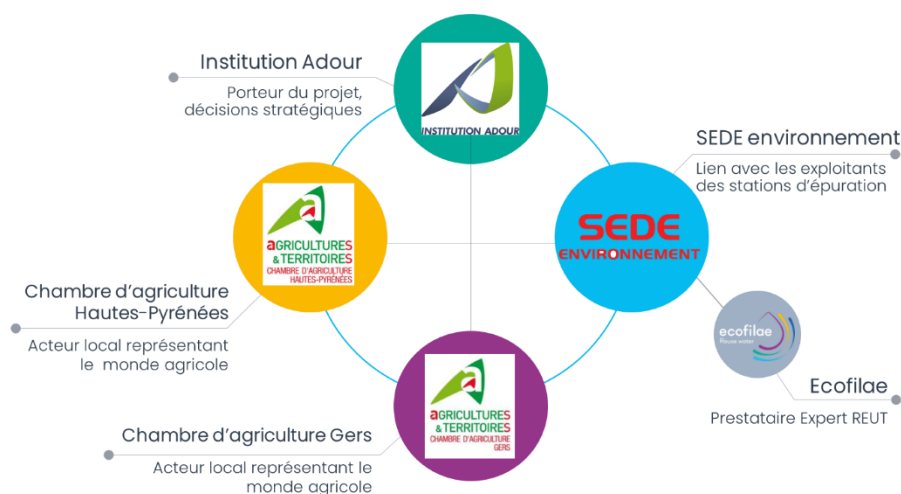 Institution Adour
Porteur du projet,
décisions stratégiques
INSTITUTION ADOUR
SEDE environnement
Lien avec les exploitants
des stations d'épuration
SEDE
ENVIRONNEMENT
aGRICULTURES
& TERRITOIRES
CHAMBRE D'AGRICULTURE
HAUTES-PYRÉNÉES
Chambre d'agriculture
Hautes-Pyrénées
Acteur local représentant
le monde agricole
ecofilae
Reuse water
Ecofilae
Prestataire Expert REUT
aGRICULTURES
& TERRITOIRES
CHAMBRE D'AGRICULTURE
GERS
Chambre d'agriculture Gers
Acteur local représentant le
monde agricole